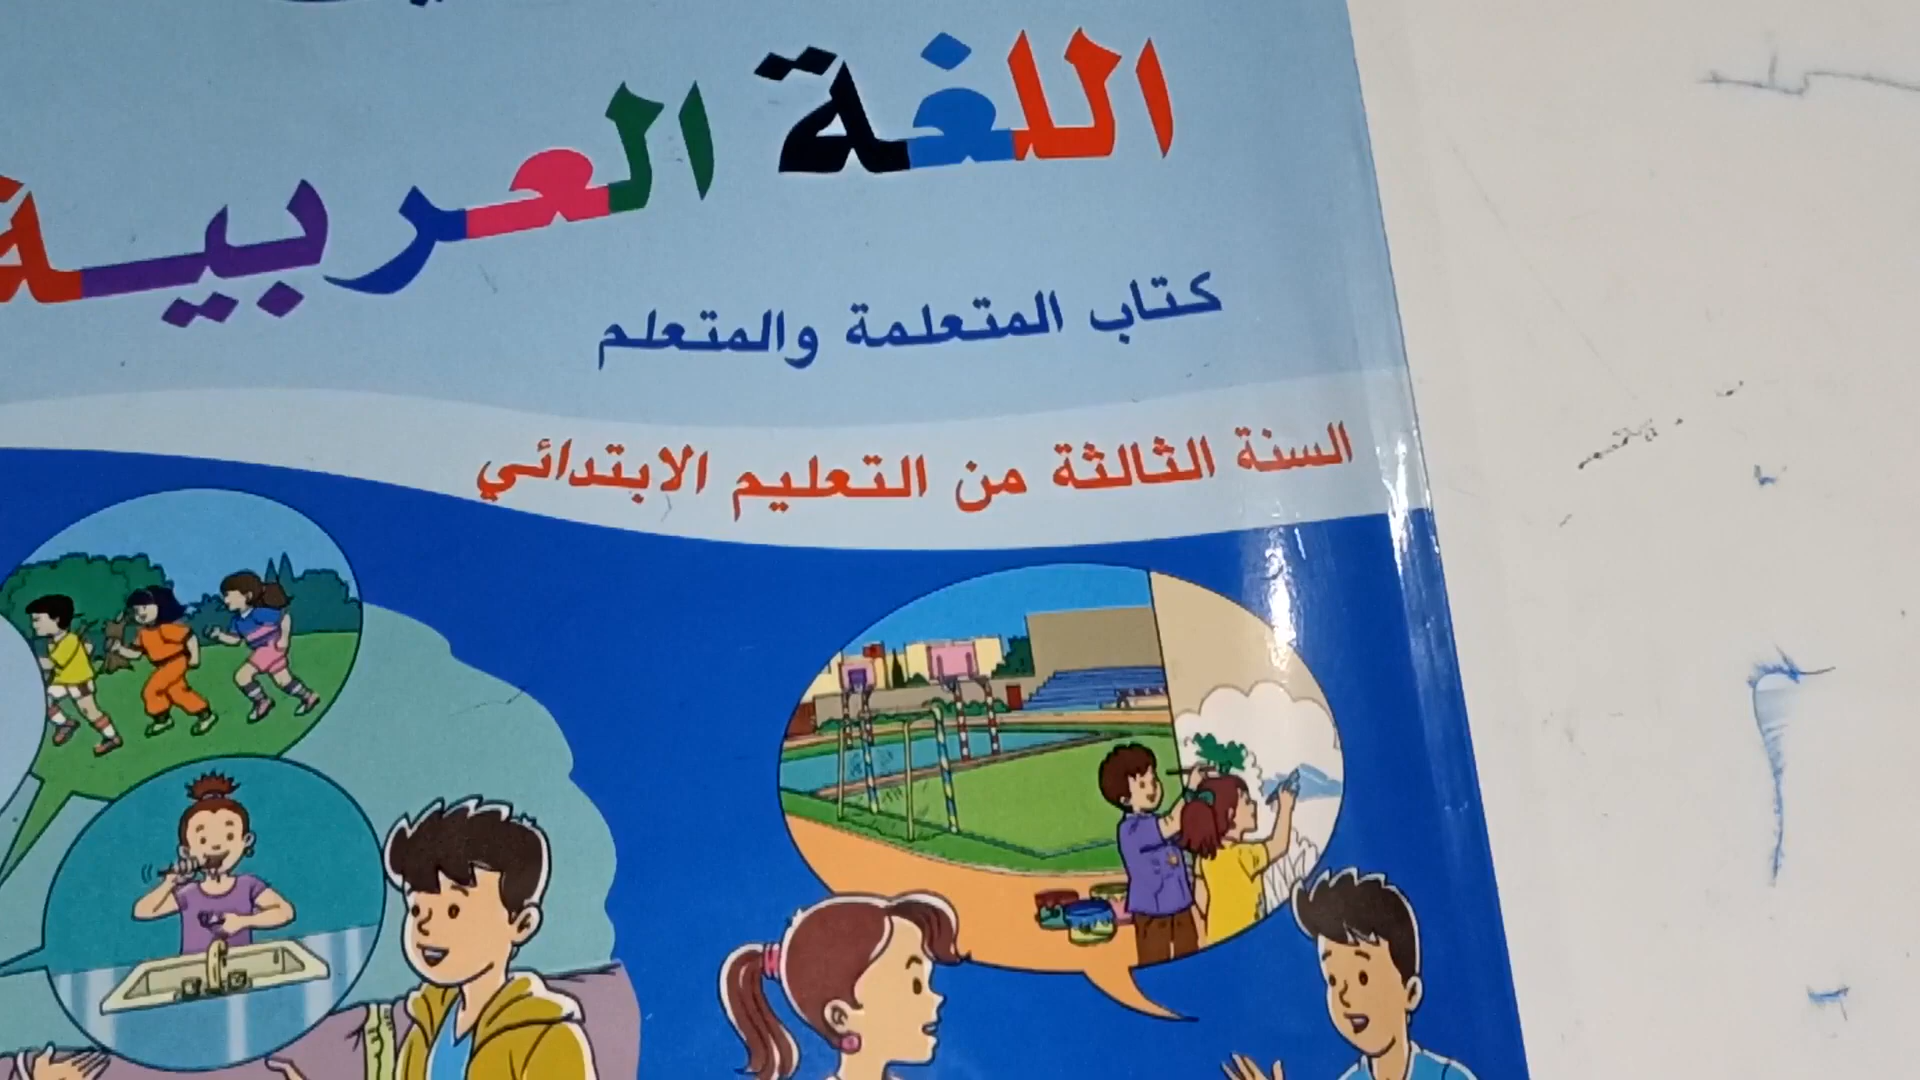 اللغة العربية
كتاب المتعلمة والمتعلم
السنة الثالثة من التعليم الابتدائي